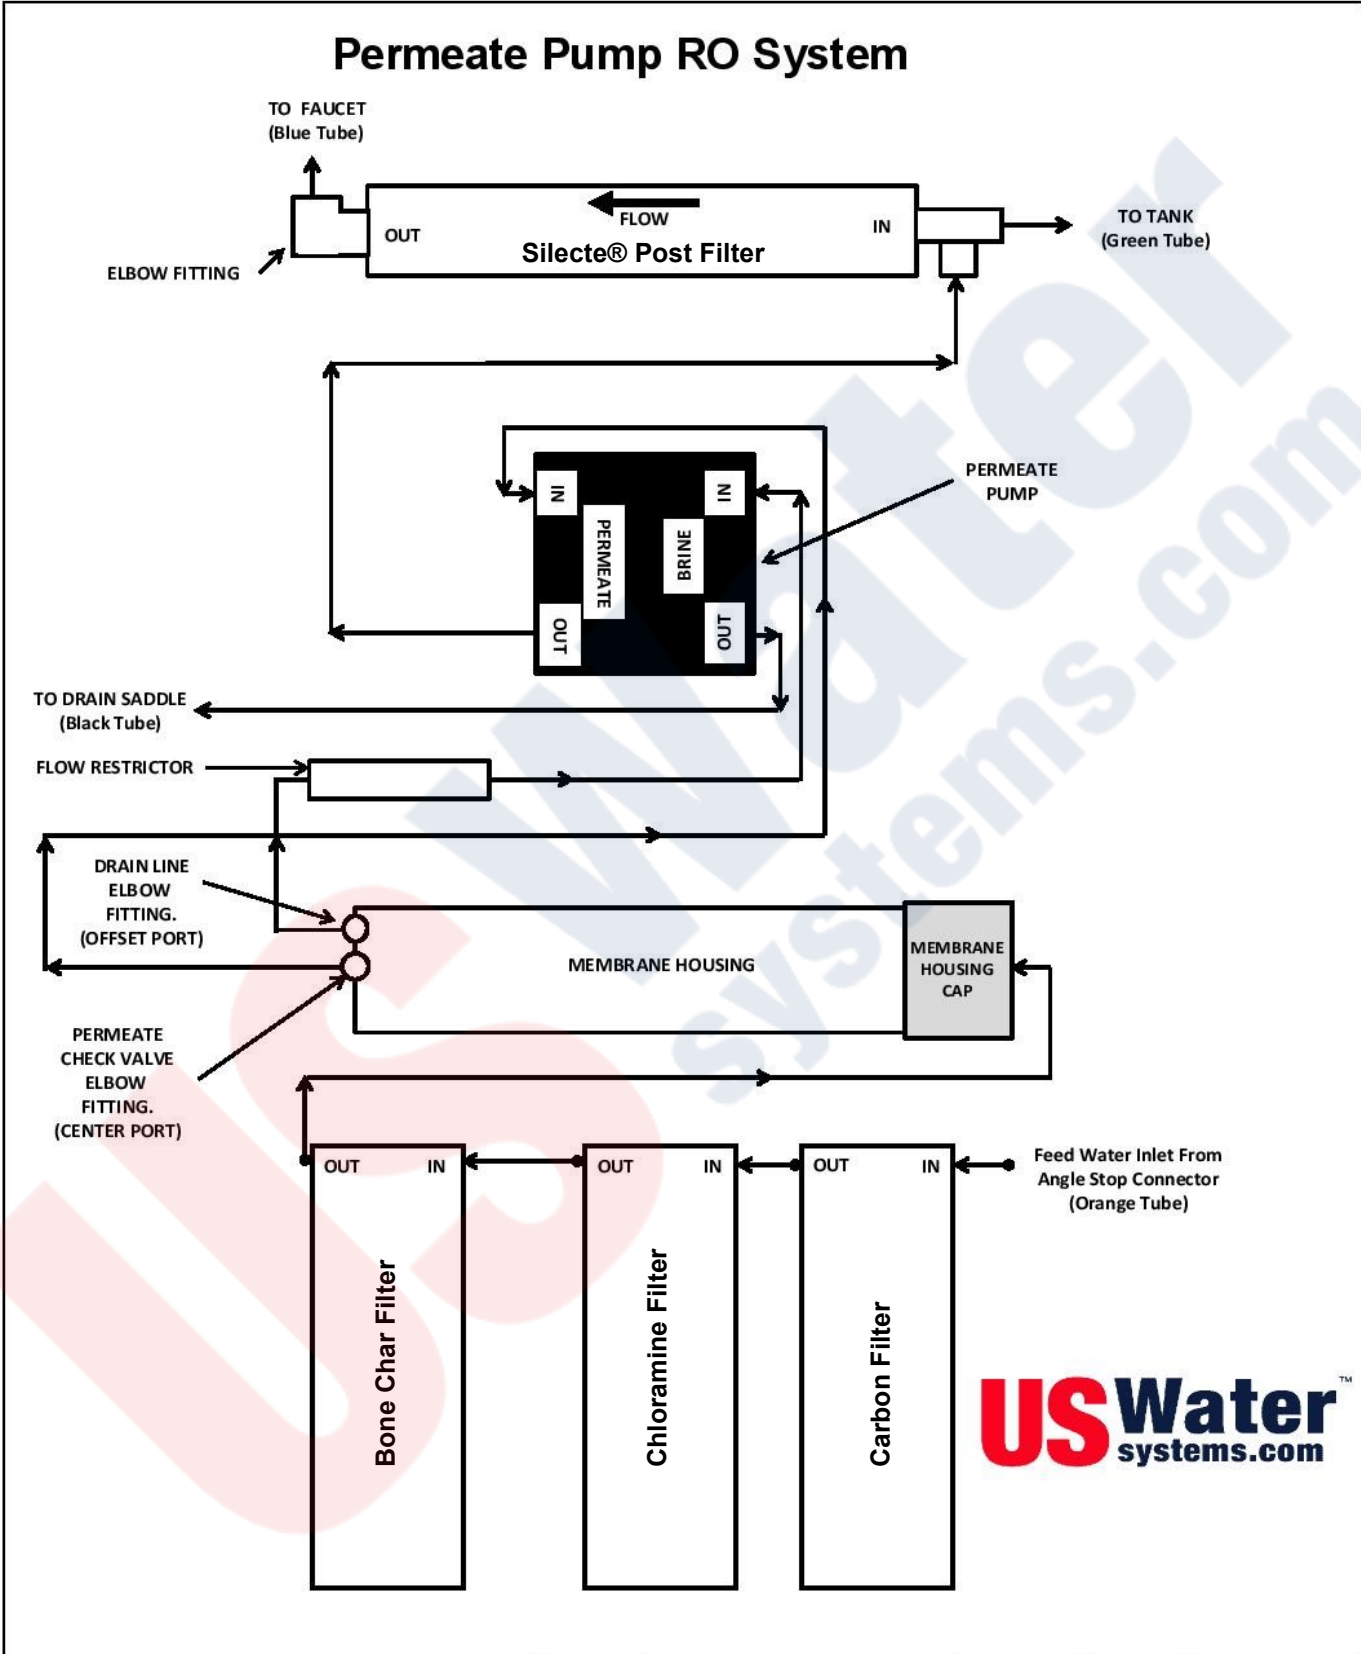 Permeate Pump RO System
TO FAUCET
(Blue Tube)
FLOW
OUT
IN
Silecte® Post Filter
TO TANK
(Green Tube)
ELBOW FITTING
PERMEATE
PUMP
IN
IN
PERMEATE
BRINE
OUT
OUT
TO DRAIN SADDLE
(Black Tube)
FLOW RESTRICTOR
DRAIN LINE
ELBOW
FITTING.
(OFFSET PORT)
MEMBRANE HOUSING
MEMBRANE
HOUSING
CAP
PERMEATE
CHECK VALVE
ELBOW
FITTING.
(CENTER PORT)
OUT
IN
OUT
IN
OUT
IN
Feed Water Inlet From
Angle Stop Connector
(Orange Tube)
Bone Char Filter
Chloramine Filter
Carbon Filter
USWater™
systems.com
USWater
systems.com